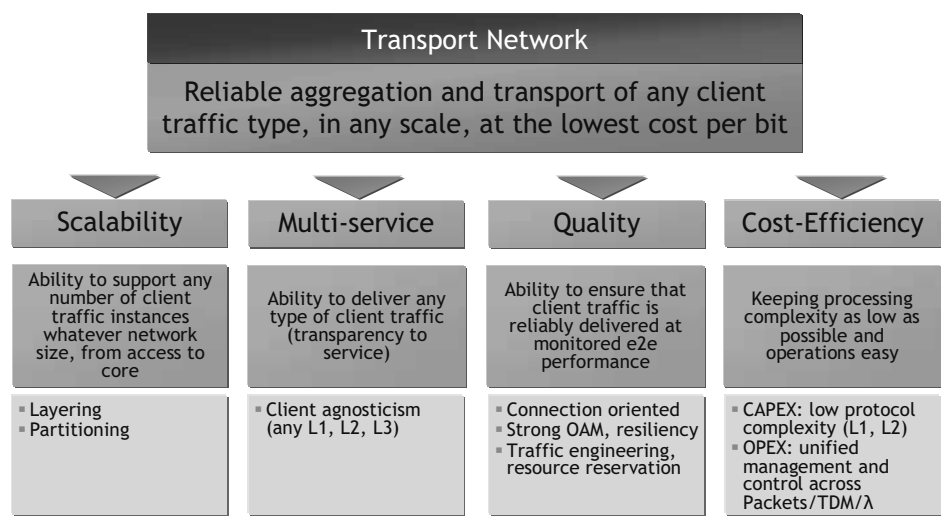 Transport Network
Reliable aggregation and transport of any client
traffic type, in any scale, at the lowest cost per bit
Scalability
Ability to support any
number of client
traffic instances
whatever network
size, from access to
core
▪ Layering
▪ Partitioning
Multi-service
Ability to deliver any
type of client traffic
(transparency to
service)
▪ Client agnosticism
(any L1, L2, L3)
Quality
Ability to ensure that
client traffic is
reliably delivered at
monitored e2e
performance
▪ Connection oriented
▪ Strong OAM, resiliency
▪ Traffic engineering,
resource reservation
Cost-Efficiency
Keeping processing
complexity as low as
possible and
operations easy
▪ CAPEX: low protocol
complexity (L1, L2)
▪ OPEX: unified
management and
control across
Packets/TDM/λ